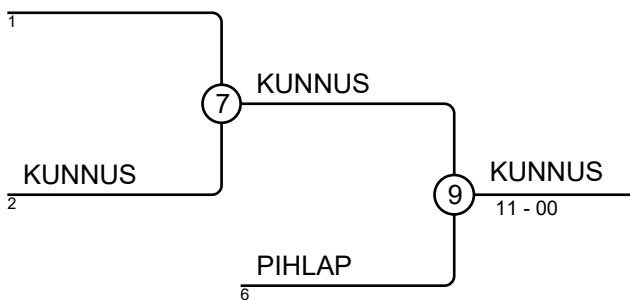 1
7
KUNNUS
KUNNUS
2
9
KUNNUS
11 - 00
PIHLAP
6